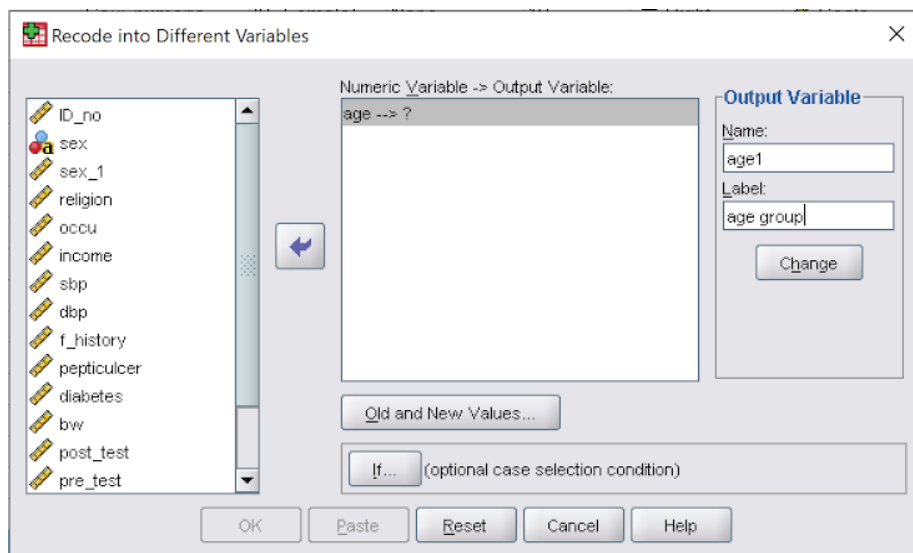 Recode into Different Variables
Numeric Variable -> Output Variable:
age --> ?
ID_no
sex
sex_1
religion
occu
income
sbp
dbp
f_history
pepticulcer
diabetes
bw
post_test
pre_test
Output Variable
Name:
age1
Label:
age group
Change
Old and New Values...
If... (optional case selection condition)
OK Paste Reset Cancel Help